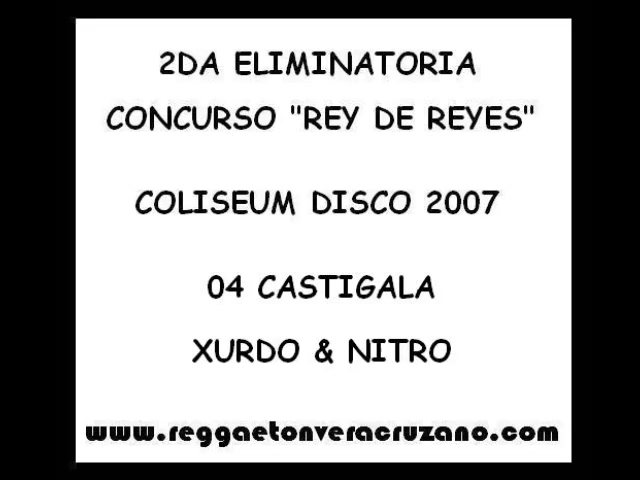 2DA ELIMINATORIA
CONCURSO "REY DE REYES"
COLISEUM DISCO 2007
04 CASTIGALA
XURDO & NITRO
www.reggaetonveracruzano.com